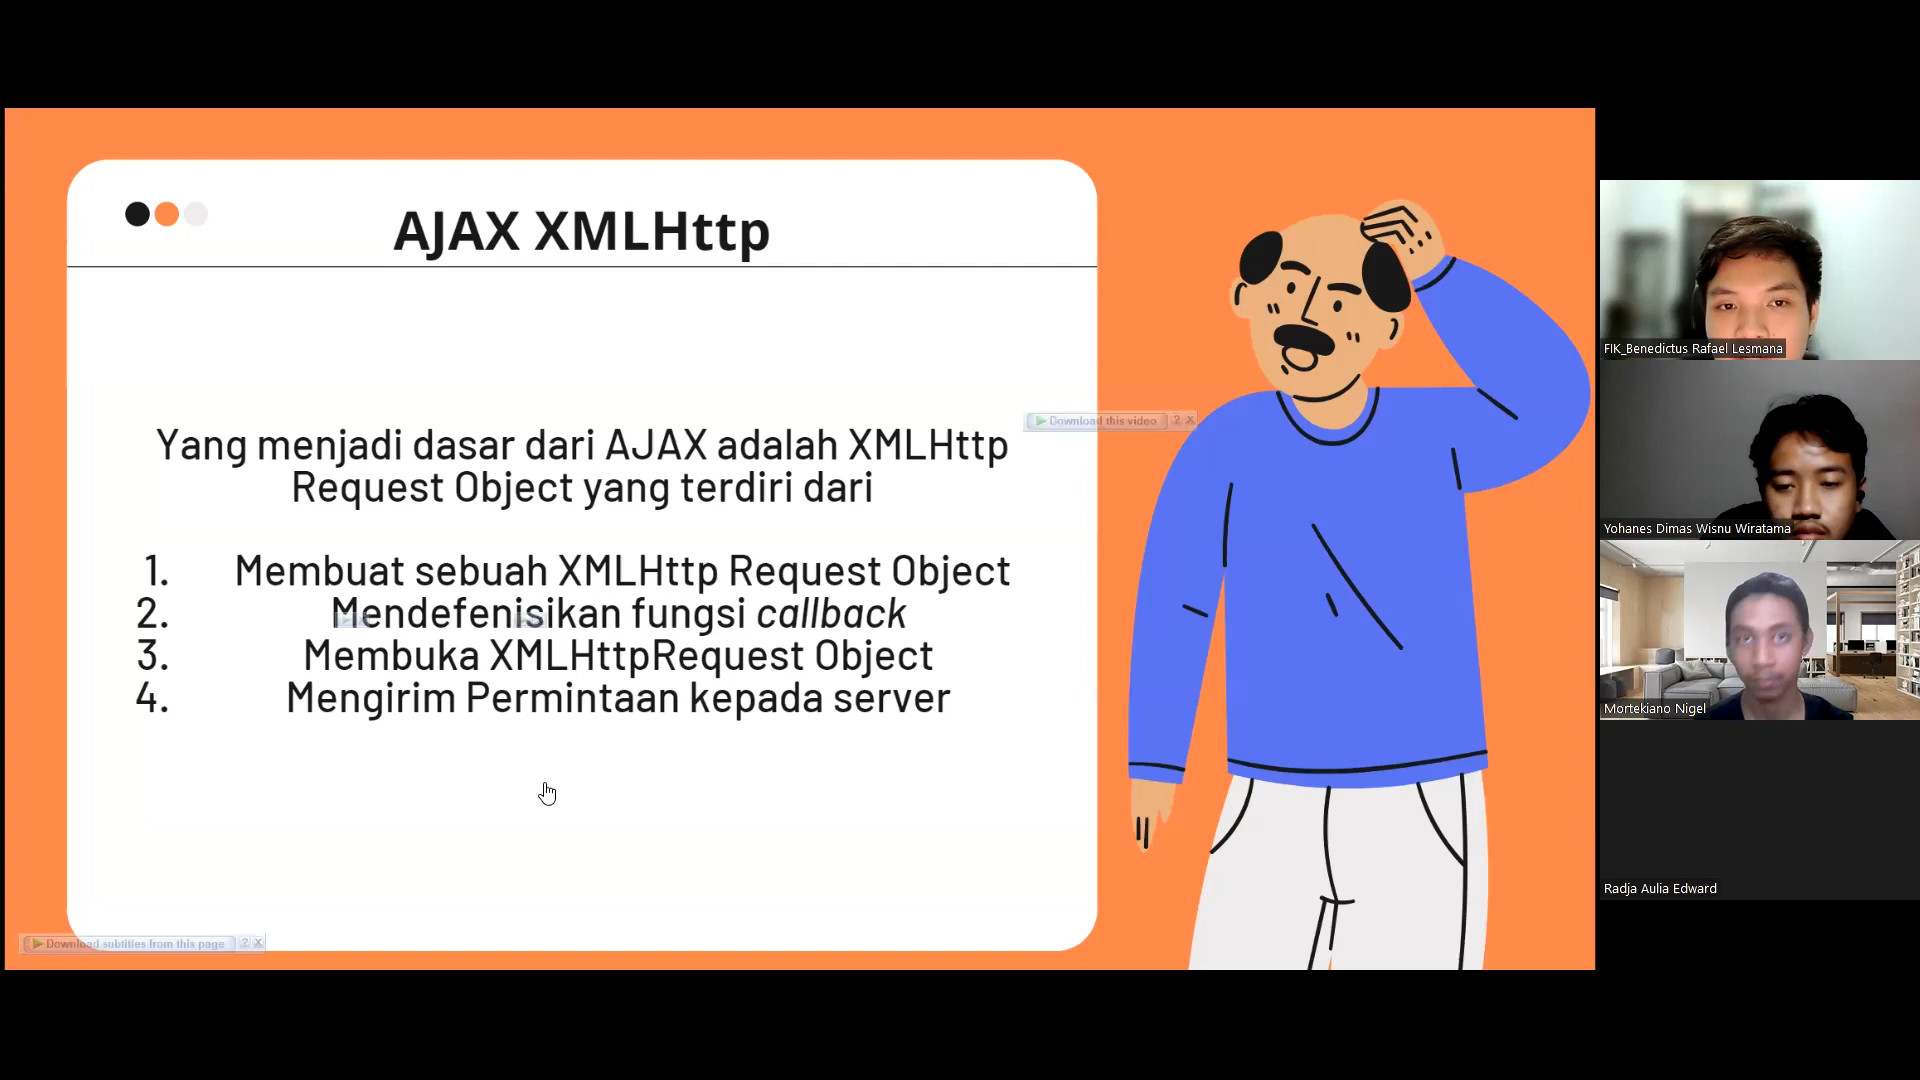 AJAX XMLHttp
Yang menjadi dasar dari AJAX adalah XMLHttp
Request Object yang terdiri dari
1. Membuat sebuah XMLHttp Request Object
2. Mendefenisikan fungsi callback
3. Membuka XMLHttpRequest Object
4. Mengirim Permintaan kepada server
Download this video ? X
Download subtitles from this page ? X
FIK_Benedictus Rafael Lesmana
Yohanes Dimas Wisnu Wiratama
Mortekiano Nigel
Radja Aulia Edward